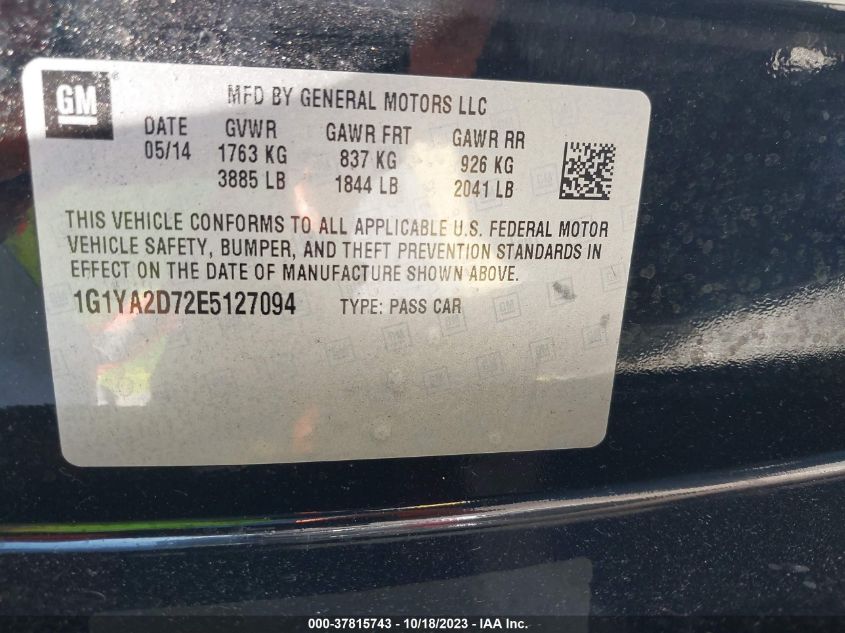 GM
MFD BY GENERAL MOTORS LLC
DATE GVWR GAWR FRT GAWR RR
05/14 1763 KG 837 KG 926 KG
3885 LB 1844 LB 2041 LB
THIS VEHICLE CONFORMS TO ALL APPLICABLE U.S. FEDERAL MOTOR
VEHICLE SAFETY, BUMPER, AND THEFT PREVENTION STANDARDS IN
EFFECT ON THE DATE OF MANUFACTURE SHOWN ABOVE.
1G1YA2D72E5127094 TYPE: PASS CAR
000-37815743 - 10/18/2023 - IAA Inc.